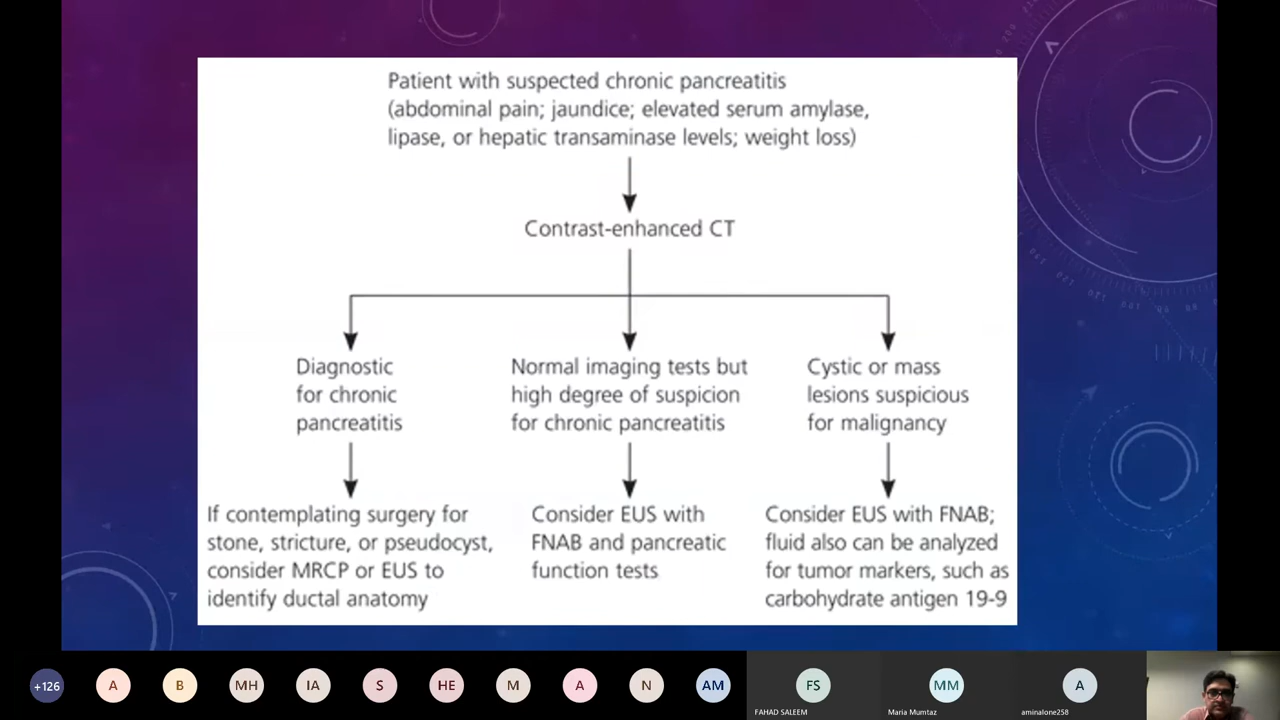 Patient with suspected chronic pancreatitis
(abdominal pain; jaundice; elevated serum amylase,
lipase, or hepatic transaminase levels; weight loss)
Contrast-enhanced CT
Diagnostic
for chronic
pancreatitis
Normal imaging tests but
high degree of suspicion
for chronic pancreatitis
Cystic or mass
lesions suspicious
for malignancy
If contemplating surgery for
stone, stricture, or pseudocyst,
consider MRCP or EUS to
identify ductal anatomy
Consider EUS with
FNAB and pancreatic
function tests
Consider EUS with FNAB;
fluid also can be analyzed
for tumor markers, such as
carbohydrate antigen 19-9
+126
A
B
MH
IA
S
HE
M
A
N
AM
FS
MM
A
FAHAD SALEEM
Maria Mumtaz
aminalone258